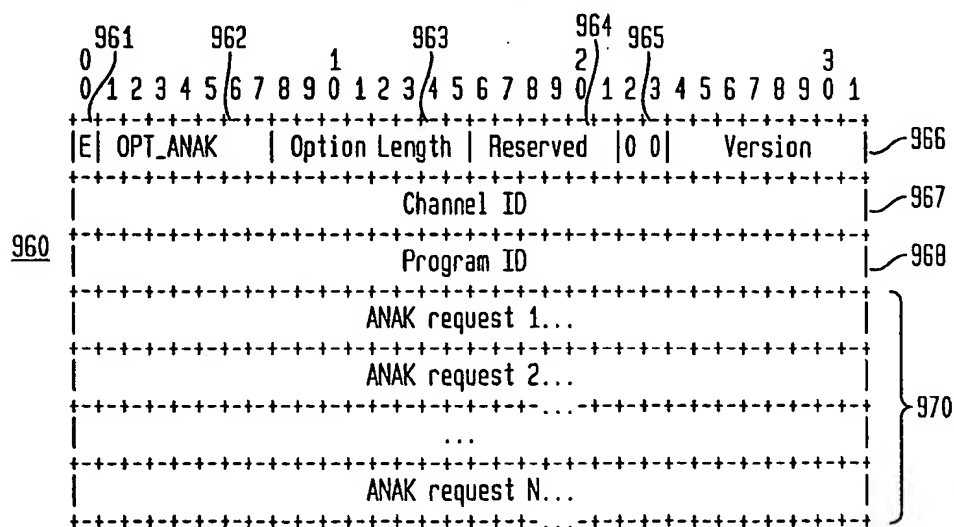 961 962 963 964 965
0 1 2 3
0 1 2 3 4 5 6 7 8 9 0 1 2 3 4 5 6 7 8 9 0 1 2 3 4 5 6 7 8 9 0 1
+-+-+-+-+-+-+-+-+-+-+-+-+-+-+-+-+-+-+-+-+-+-+-+-+-+-+-+-+-+-+-+-+
|E| OPT_ANAK | Option Length | Reserved |0 0| Version | 966
+-+-+-+-+-+-+-+-+-+-+-+-+-+-+-+-+-+-+-+-+-+-+-+-+-+-+-+-+-+-+-+-+
| Channel ID | 967
+-+-+-+-+-+-+-+-+-+-+-+-+-+-+-+-+-+-+-+-+-+-+-+-+-+-+-+-+-+-+-+-+
960 | Program ID | 968
+-+-+-+-+-+-+-+-+-+-+-+-+-+-+-+-+-+-+-+-+-+-+-+-+-+-+-+-+-+-+-+-+
| ANAK request 1... |
+-+-+-+-+-+-+-+-+-+-+-+-+-+-+-+-+-+-+-+-+-+-+-+-+-+-+-+-+-+-+-+-+
| ANAK request 2... |
+-+-+-+-+-+-+-+-+-+-+-+-+-+-+-+-+-+-+-...-+-+-+-+-+-+-+-+-+-+-+-+ 970
| ... |
+-+-+-+-+-+-+-+-+-+-+-+-+-+-+-+-+-+-+-+-+-+-+-+-+-+-+-+-+-+-+-+-+
| ANAK request N... |
+-+-+-+-+-+-+-+-+-+-+-+-+-+-+-+-+-+-+-...-+-+-+-+-+-+-+-+-+-+-+-+